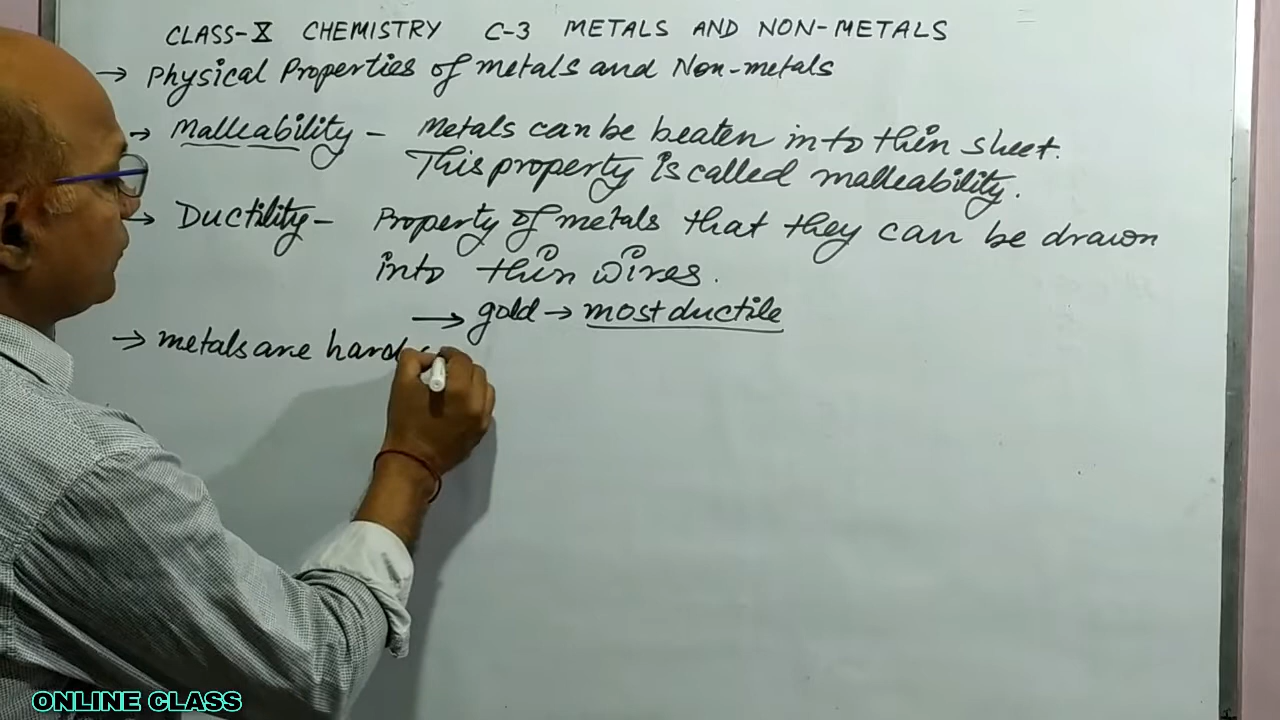 CLASS-X CHEMISTRY C-3 METALS AND NON-METALS
→ Physical Properties of metals and Non-metals
→ Malleability - Metals can be beaten into thin sheet.
This property is called malleability.
→ Ductility - Property of metals that they can be drawn
into thin wires.
→ gold → most ductile
→ metals are hard
ONLINE CLASS